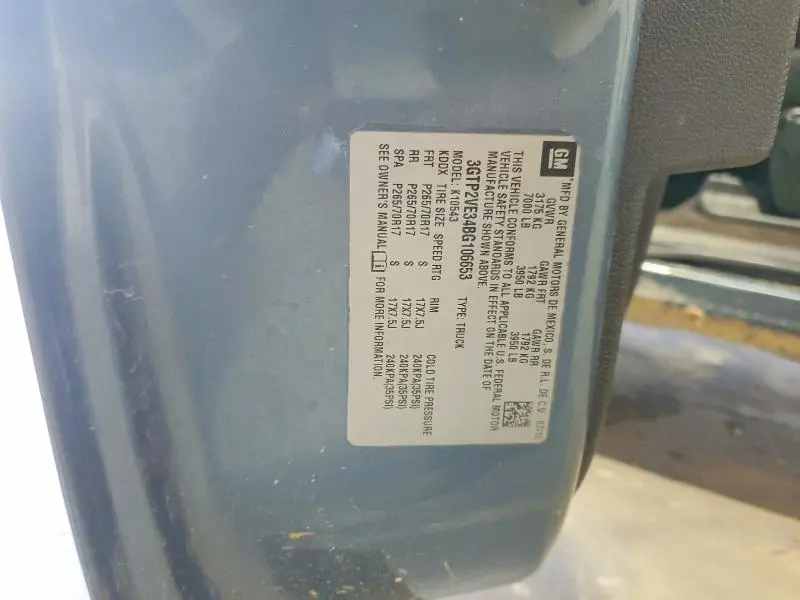 GM
MFD BY GENERAL MOTORS DE MEXICO, S. DE R.L. DE C.V.
GVWR GAWR FRT GAWR RR
3175 KG 1792 KG 1792 KG
7000 LB 3950 LB 3950 LB
THIS VEHICLE CONFORMS TO ALL APPLICABLE U.S. FEDERAL MOTOR
VEHICLE SAFETY STANDARDS IN EFFECT ON THE DATE OF
MANUFACTURE SHOWN ABOVE.
3GTP2VE34BG106653 TYPE: TRUCK
MODEL: K10543
KDDX TIRE SIZE SPEED RTG RIM COLD TIRE PRESSURE
FRT P265/70R17 S 17X7.5J 240KPA(35PSI)
RR P265/70R17 S 17X7.5J 240KPA(35PSI)
SPA P265/70R17 S 17X7.5J 240KPA(35PSI)
SEE OWNER'S MANUAL FOR MORE INFORMATION.